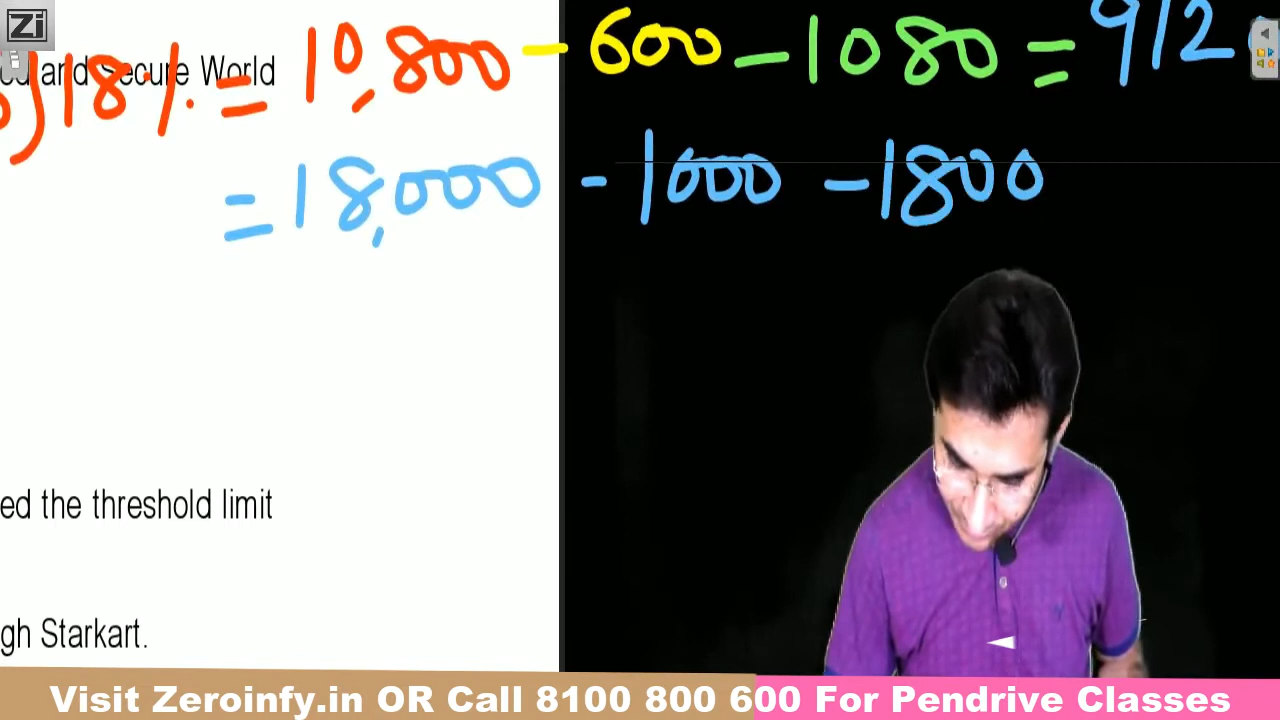 Zi
and Secure World
) 18% = 10,800 - 600 - 1080 = 912
= 18,000 - 1000 - 1800
ed the threshold limit
gh Starkart.
Visit Zeroinfy.in OR Call 8100 800 600 For Pendrive Classes